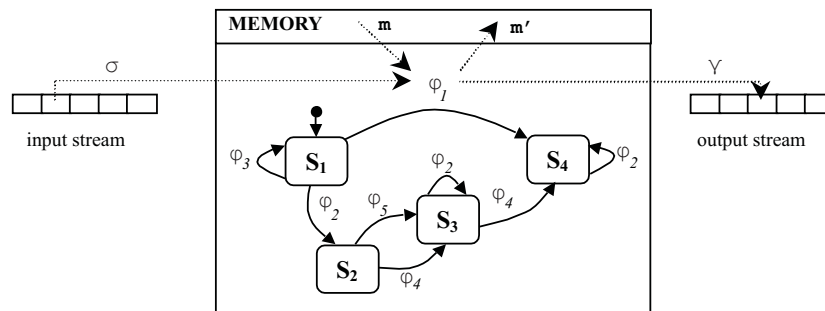 MEMORY m m′
σ γ
φ1
input stream output stream
S1 S4
φ3 φ2 φ2
φ2 φ5 S3 φ4
S2
φ4